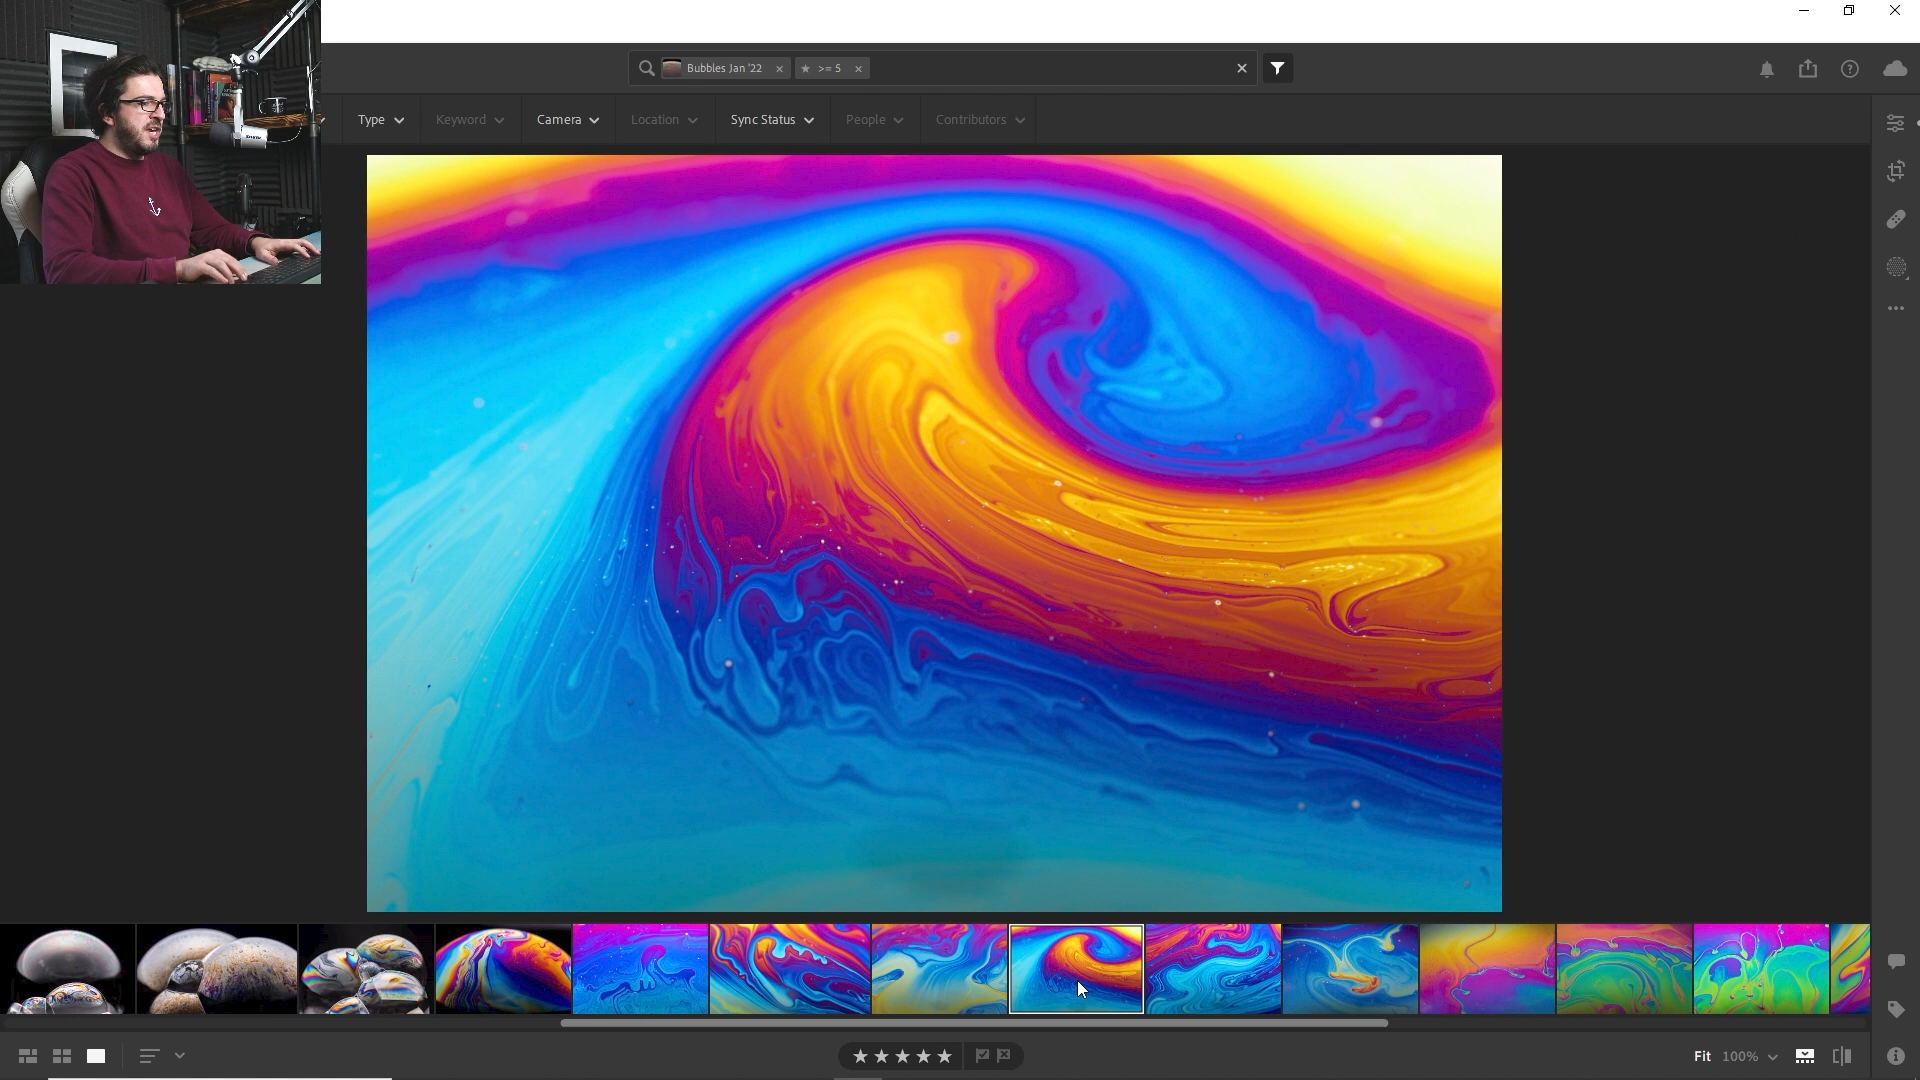 Bubbles Jan '22
>= 5
Type
Keyword
Camera
Location
Sync Status
People
Contributors
Fit
100%